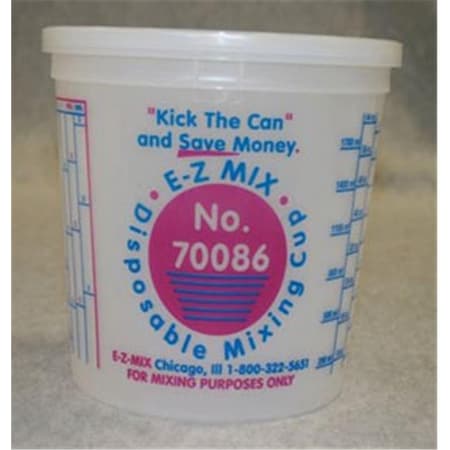 "Kick The Can"
and Save Money.
• E-Z MIX •
Disposable Mixing Cup
No.
70086
E-Z-MIX Chicago, Ill 1-800-322-5651
FOR MIXING PURPOSES ONLY